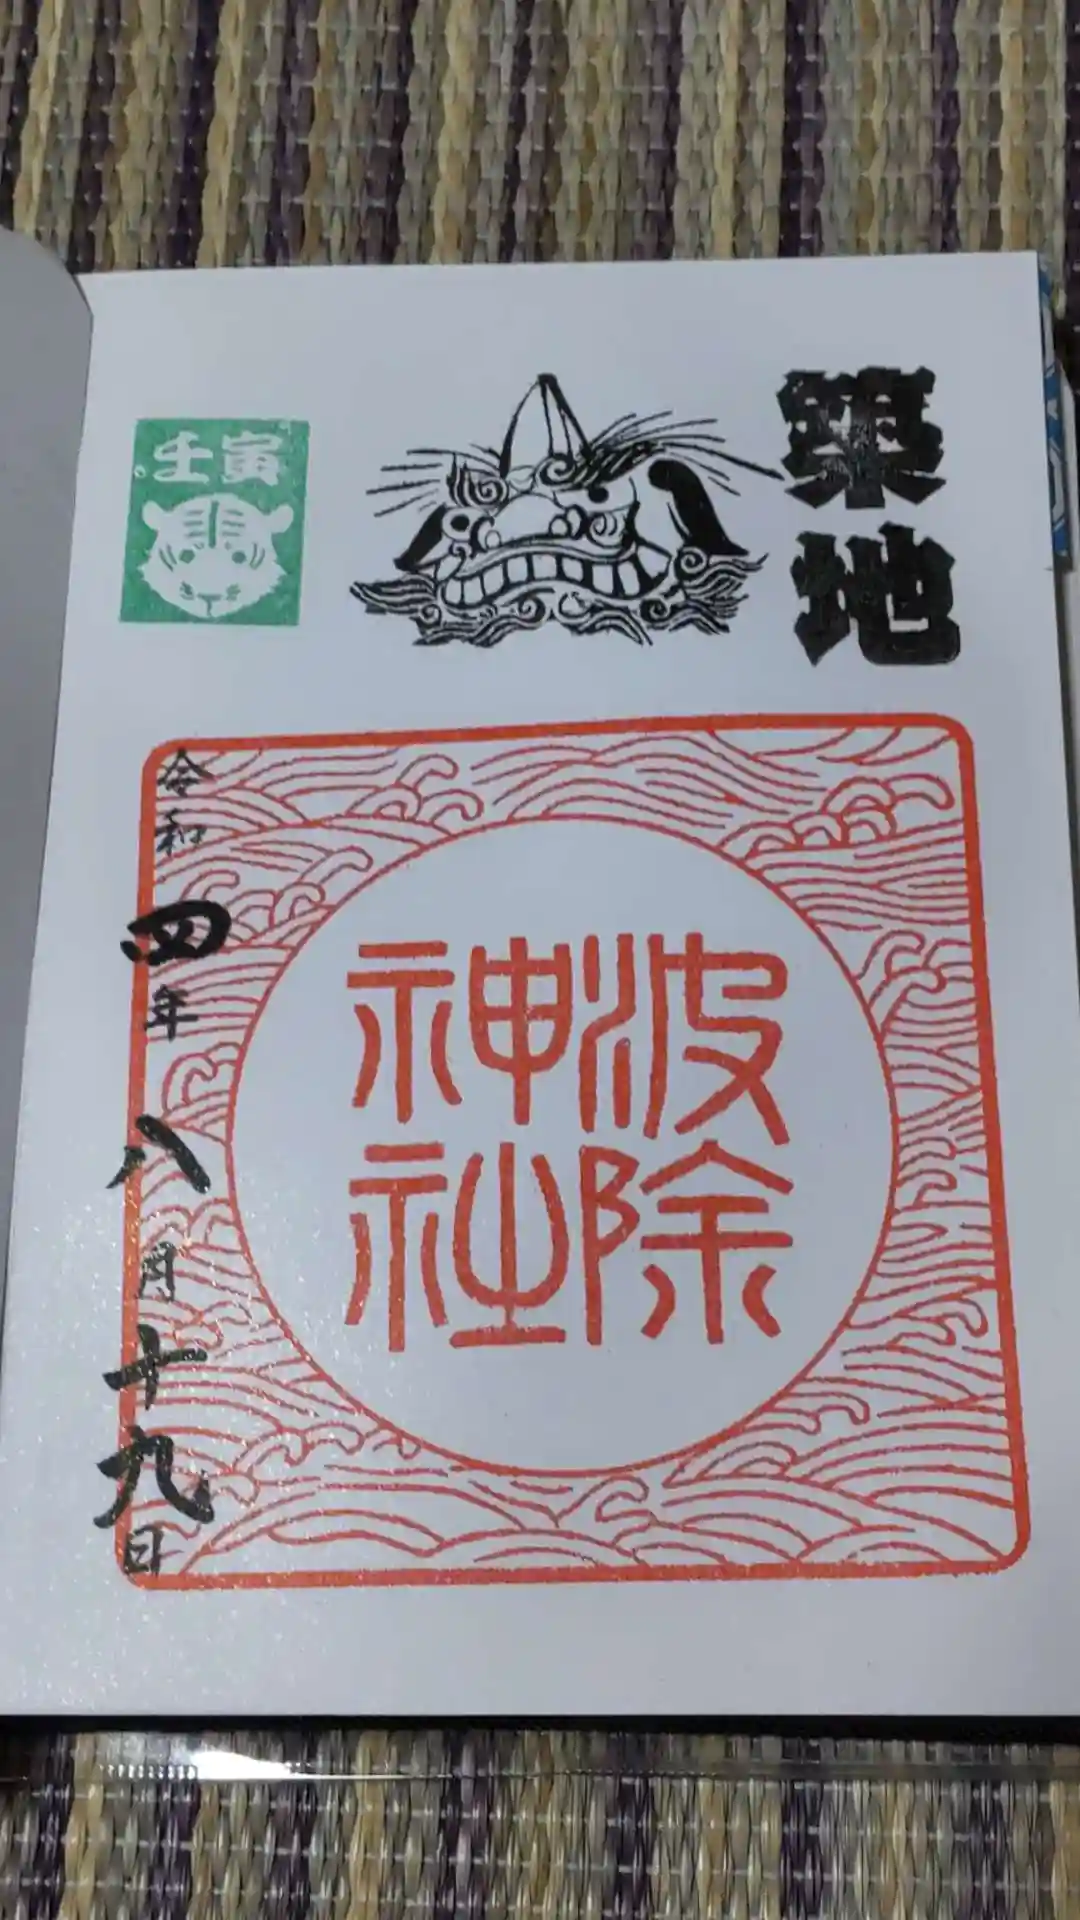 築地
壬寅
波除
神社
令和四年八月十九日